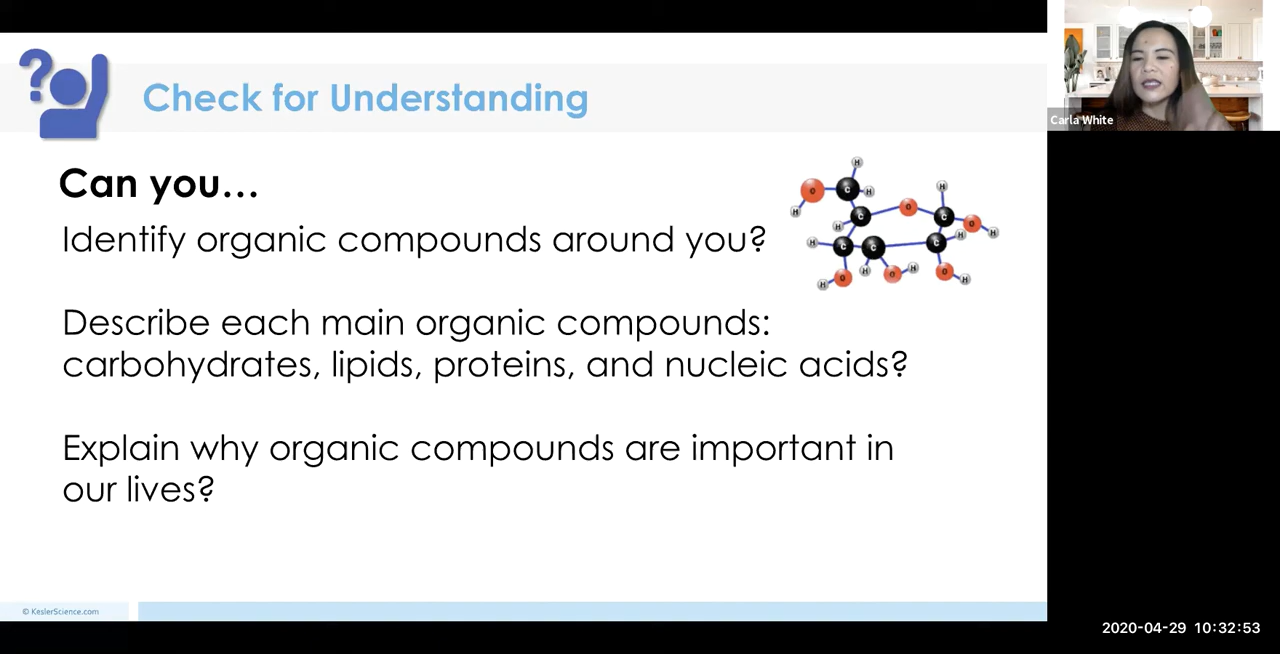 Check for Understanding
Carla White
Can you...
Identify organic compounds around you?
Describe each main organic compounds:
carbohydrates, lipids, proteins, and nucleic acids?
Explain why organic compounds are important in
our lives?
H
O
C
H
H
H
C
O
H
C
O
H
H
H
C
C
C
H
H
O
H
O
H
O
H
© KeslerScience.com
2020-04-29 10:32:53